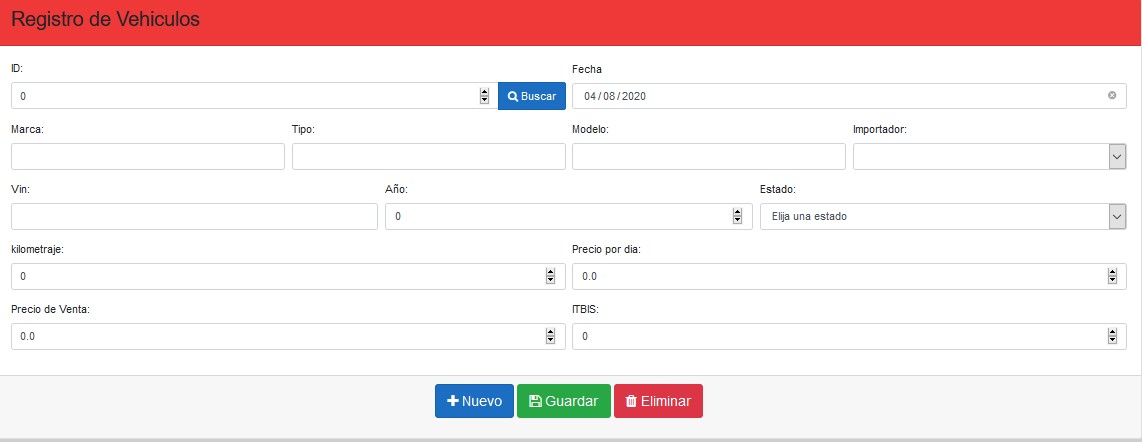 Registro de Vehiculos
ID: Fecha
0 Buscar 04/08/2020
Marca: Tipo: Modelo: Importador:
Vin: Año: Estado:
0 Elija una estado
kilometraje: Precio por dia:
0 0.0
Precio de Venta: ITBIS:
0.0 0
Nuevo Guardar Eliminar